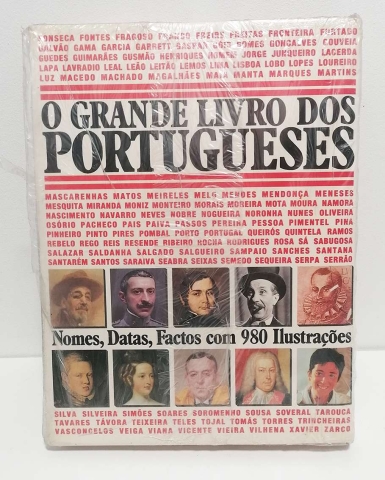 FONSECA FONTES FRAGOSO FRANCO FREIRE FREITAS FRONTEIRA FURTADO
GALVÃO GAMA GARCIA GARRETT GASPAR GÓIS GOMES GONÇALVES GOUVEIA
GUEDES GUIMARÃES GUSMÃO HENRIQUES HOMEM JORGE JUNQUEIRO LACERDA
LAPA LAVRADIO LEAL LEÃO LEITÃO LEMOS LIMA LISBOA LOBO LOPES LOUREIRO
LUZ MACEDO MACHADO MAGALHÃES MAIA MANTA MARQUES MARTINS
O GRANDE LIVRO DOS
PORTUGUESES
MASCARENHAS MATOS MEIRELES MELO MENDES MENDONÇA MENESES
MESQUITA MIRANDA MONIZ MONTEIRO MORAIS MOREIRA MOTA MOURA NAMORA
NASCIMENTO NAVARRO NEVES NOBRE NOGUEIRA NORONHA NUNES OLIVEIRA
OSÓRIO PACHECO PAIS PAIVA PASSOS PEREIRA PESSOA PIMENTEL PINA
PINHEIRO PINTO PIRES POMBAL PORTO PORTUGAL QUEIRÓS QUINTELA RAMOS
REBELO REGO REIS RESENDE RIBEIRO ROCHA RODRIGUES ROSA SÁ SABUGOSA
SALAZAR SALDANHA SALGADO SALGUEIRO SAMPAIO SANCHES SANTANA
SANTARÉM SANTOS SARAIVA SEABRA SEIXAS SEMEDO SEQUEIRA SERPA SERRÃO
Nomes, Datas, Factos com 980 Ilustrações
SILVA SILVEIRA SIMÕES SOARES SOROMENHO SOUSA SOVERAL TAROUCA
TAVARES TÁVORA TEIXEIRA TELES TOJAL TOMÁS TORRES TRINCHEIRAS
VASCONCELOS VEIGA VIANA VICENTE VIEIRA VILHENA XAVIER ZARCO